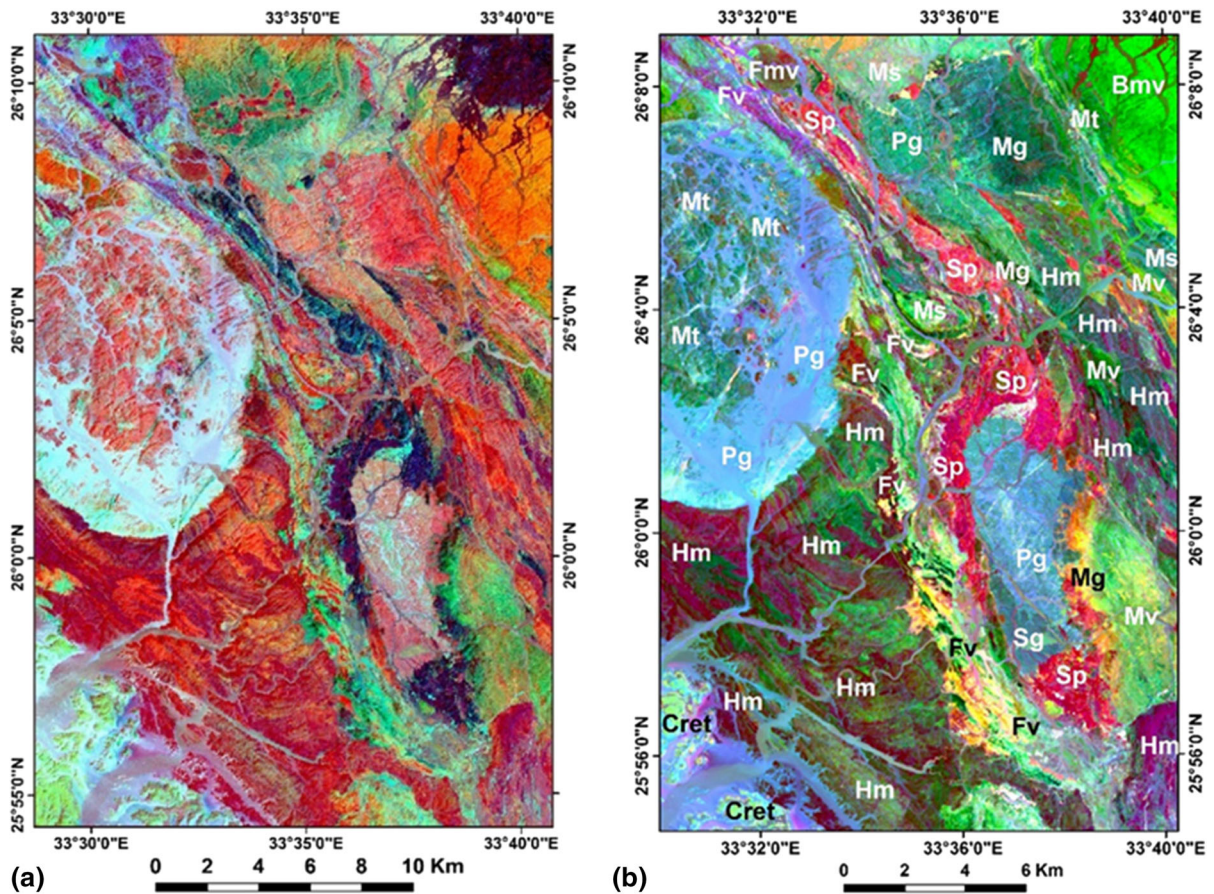 33°30'0"E 33°35'0"E 33°40'0"E
26°10'0"N 26°10'0"N
26°5'0"N 26°5'0"N
26°0'0"N 26°0'0"N
25°55'0"N 25°55'0"N
33°30'0"E 33°35'0"E 33°40'0"E
(a)
0 2 4 6 8 10 Km
33°32'0"E 33°36'0"E 33°40'0"E
26°8'0"N 26°8'0"N
26°4'0"N 26°4'0"N
26°0'0"N 26°0'0"N
25°56'0"N 25°56'0"N
Fmv Ms Bmv
Fv
Sp Mt
Pg Mg
Mt
Mt
Ms
Sp Mg Hm Mv
Ms Hm
Mt Fv
Pg Fv Sp Mv Hm
Hm Hm
Pg Sp
Fv
Hm Hm Pg Mg
Mv
Sg
Fv Sp
Hm Hm
Cret Fv Hm
Hm
Cret
33°32'0"E 33°36'0"E 33°40'0"E
(b)
0 2 4 6 Km